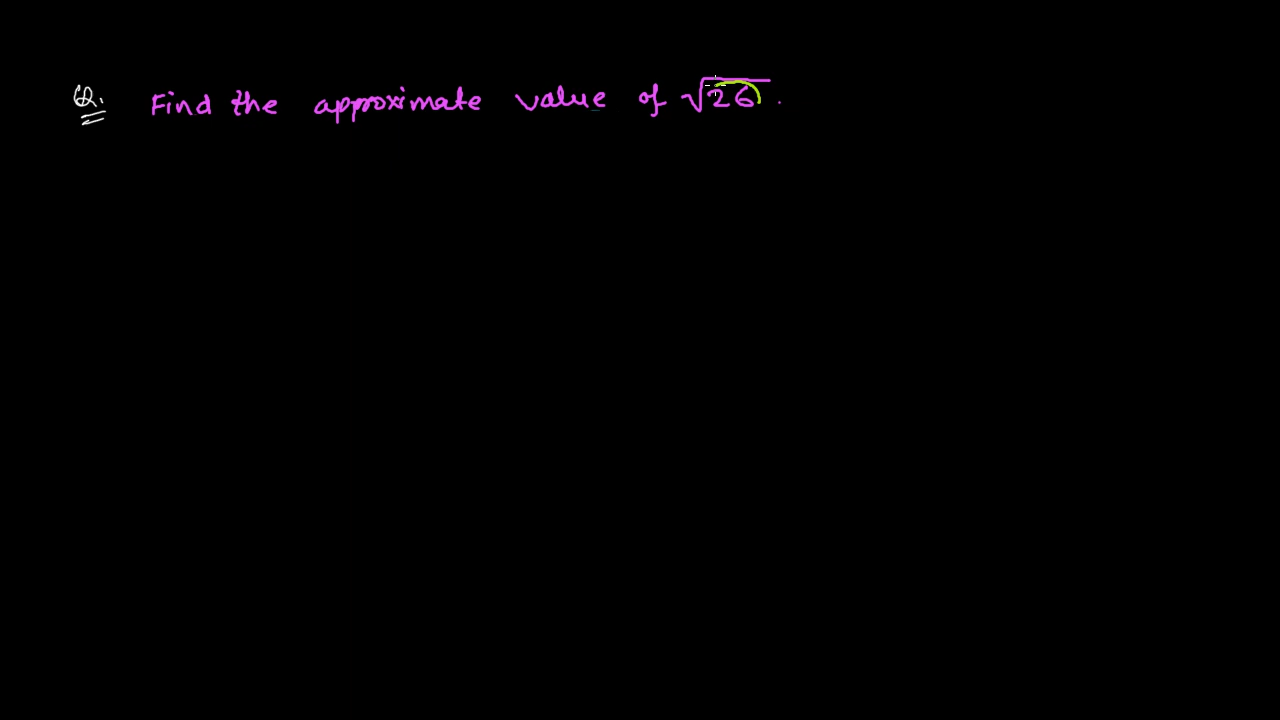 Q. Find the approximate value of √26.